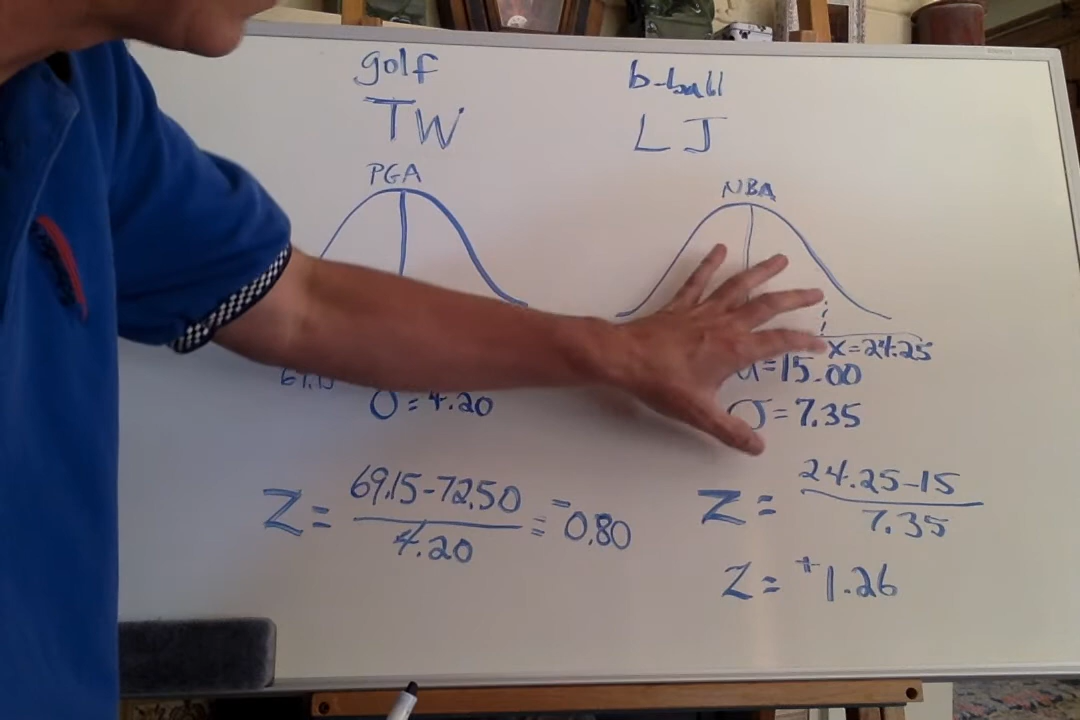 golf
TW
PGA
σ=4.20
Z= 69.15-72.50
4.20
= -0.80
b-ball
LJ
NBA
x=24.25
=15.00
σ=7.35
Z= 24.25-15
7.35
Z= +1.26